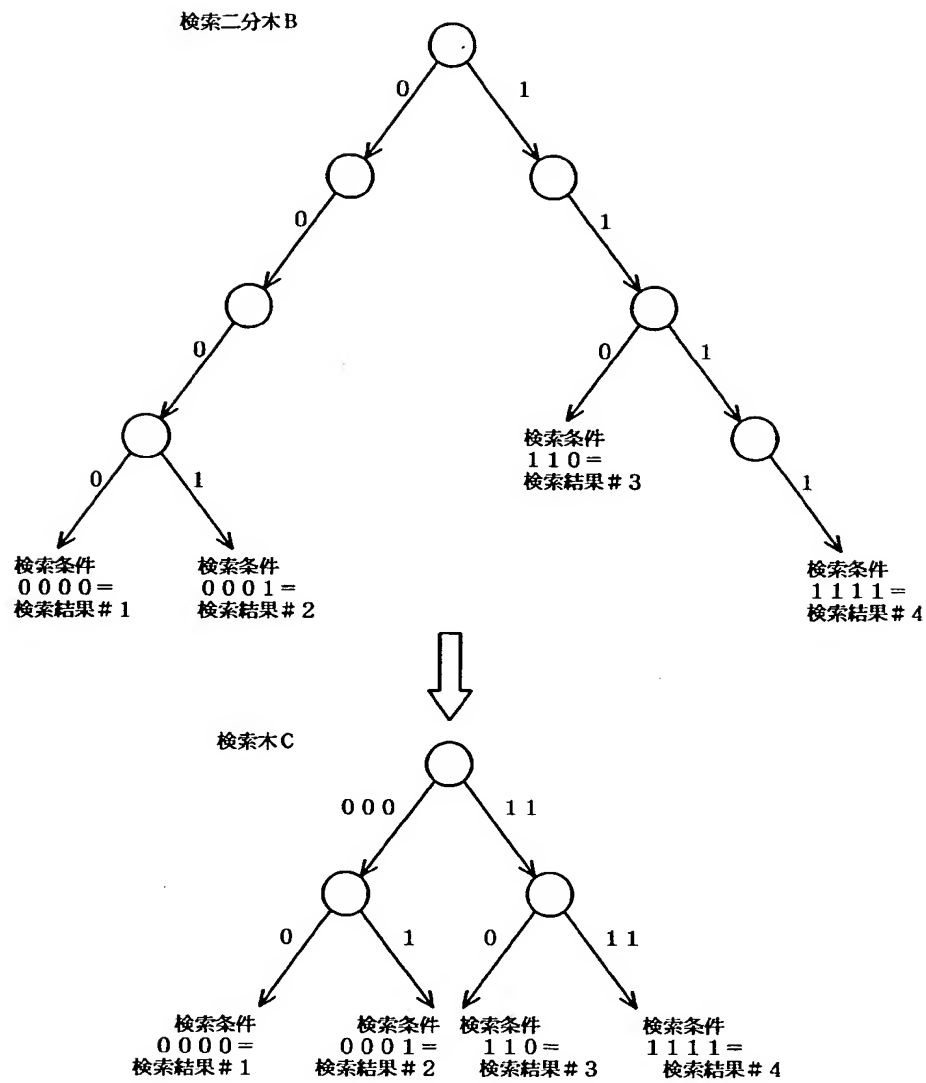 検索二分木B
0
1
0
1
0
0
1
検索条件
110=
検索結果#3
0
1
1
検索条件
0000=
検索結果#1
検索条件
0001=
検索結果#2
検索条件
1111=
検索結果#4
検索木C
000
11
0
1
0
11
検索条件
0000=
検索結果#1
検索条件
0001=
検索結果#2
検索条件
110=
検索結果#3
検索条件
1111=
検索結果#4